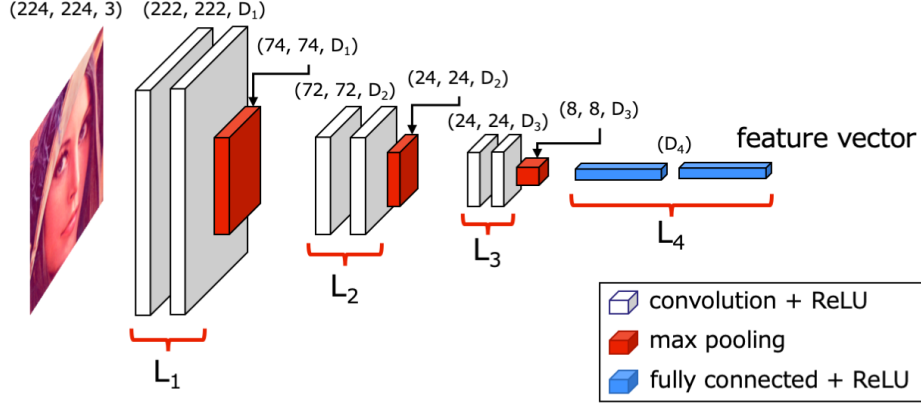 (224, 224, 3)
(222, 222, D₁)
(74, 74, D₁)
(72, 72, D₂)
(24, 24, D₂)
(24, 24, D₃)
(8, 8, D₃)
(D₄)
feature vector
L₁
L₂
L₃
L₄
convolution + ReLU
max pooling
fully connected + ReLU